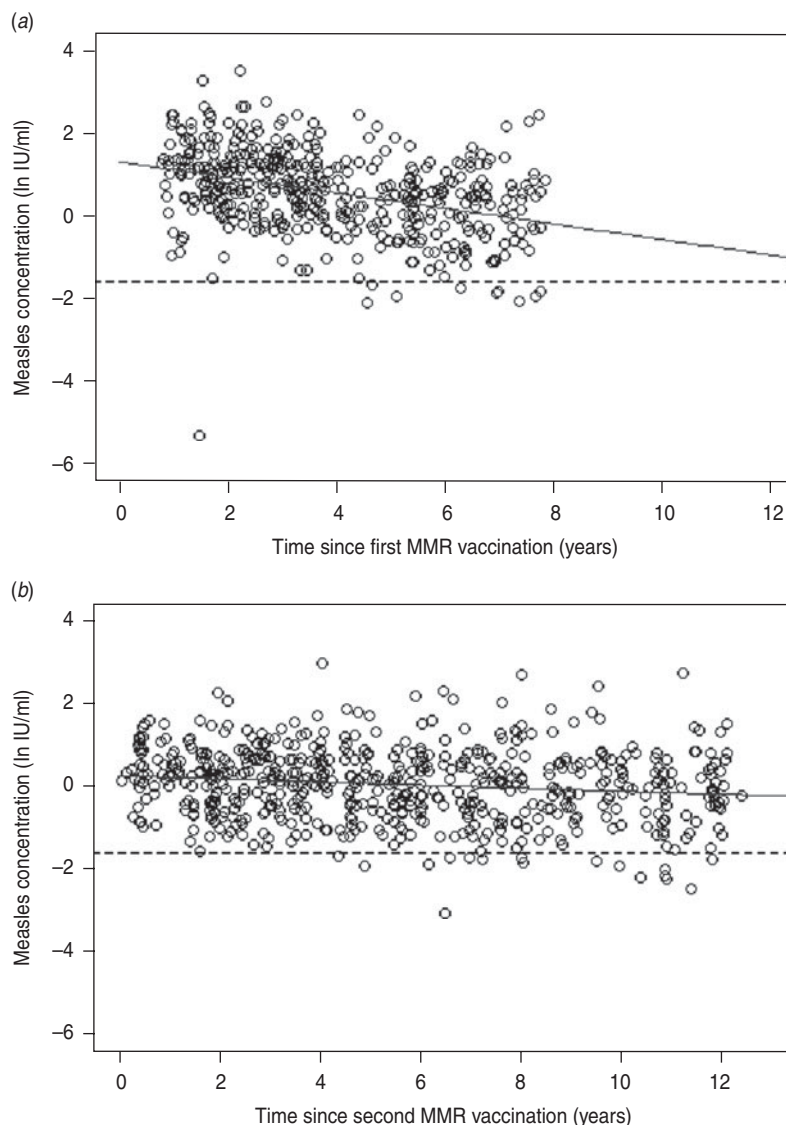 (a)
4
2
0
–2
–4
–6
Measles concentration (ln IU/ml)
0 2 4 6 8 10 12
Time since first MMR vaccination (years)
(b)
4
2
0
–2
–4
–6
Measles concentration (ln IU/ml)
0 2 4 6 8 10 12
Time since second MMR vaccination (years)